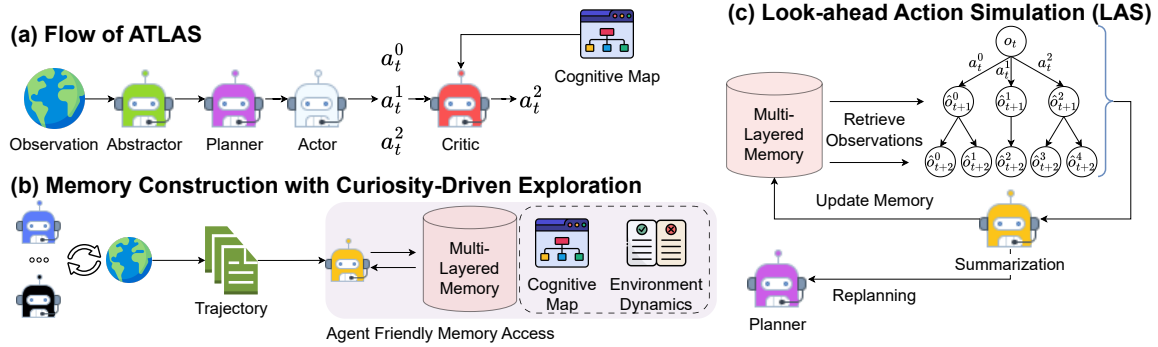 (a) Flow of ATLAS
Observation
Abstractor
Planner
Actor
a_t^0
a_t^1
a_t^2
Critic
a_t^2
Cognitive Map
(b) Memory Construction with Curiosity-Driven Exploration
Trajectory
Multi-
Layered
Memory
Cognitive
Map
Environment
Dynamics
Agent Friendly Memory Access
(c) Look-ahead Action Simulation (LAS)
o_t
a_t^0
a_t^1
a_t^2
Multi-
Layered
Memory
Retrieve
Observations
ô_{t+1}^0
ô_{t+1}^1
ô_{t+1}^2
ô_{t+2}^0
ô_{t+2}^1
ô_{t+2}^2
ô_{t+2}^3
ô_{t+2}^4
Update Memory
Summarization
Replanning
Planner